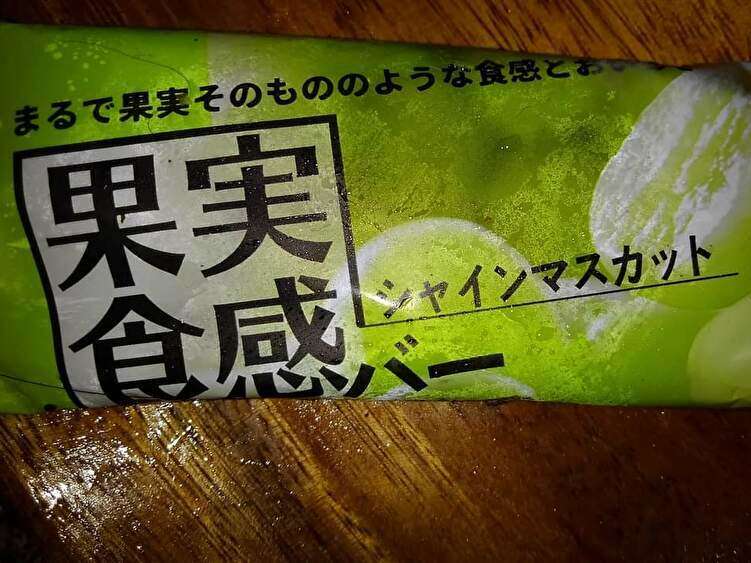 まるで果実そのもののような食感とお
果実
食感バー
シャインマスカット